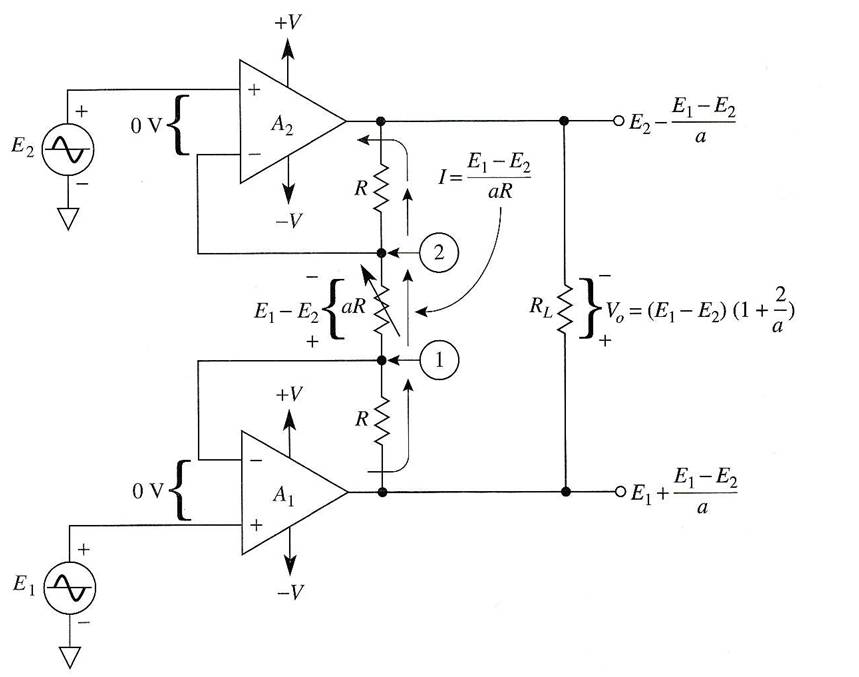 +V
+
0 V {
A₂
−
E₂
+
−
−V
R
I = (E₁ − E₂)/aR
E₂ − (E₁ − E₂)/a
2
−
E₁ − E₂ { aR
+
R_L
−
} Vₒ = (E₁ − E₂) (1 + 2/a)
+
1
+V
R
−
0 V {
A₁
+
E₁ + (E₁ − E₂)/a
E₁
+
−
−V